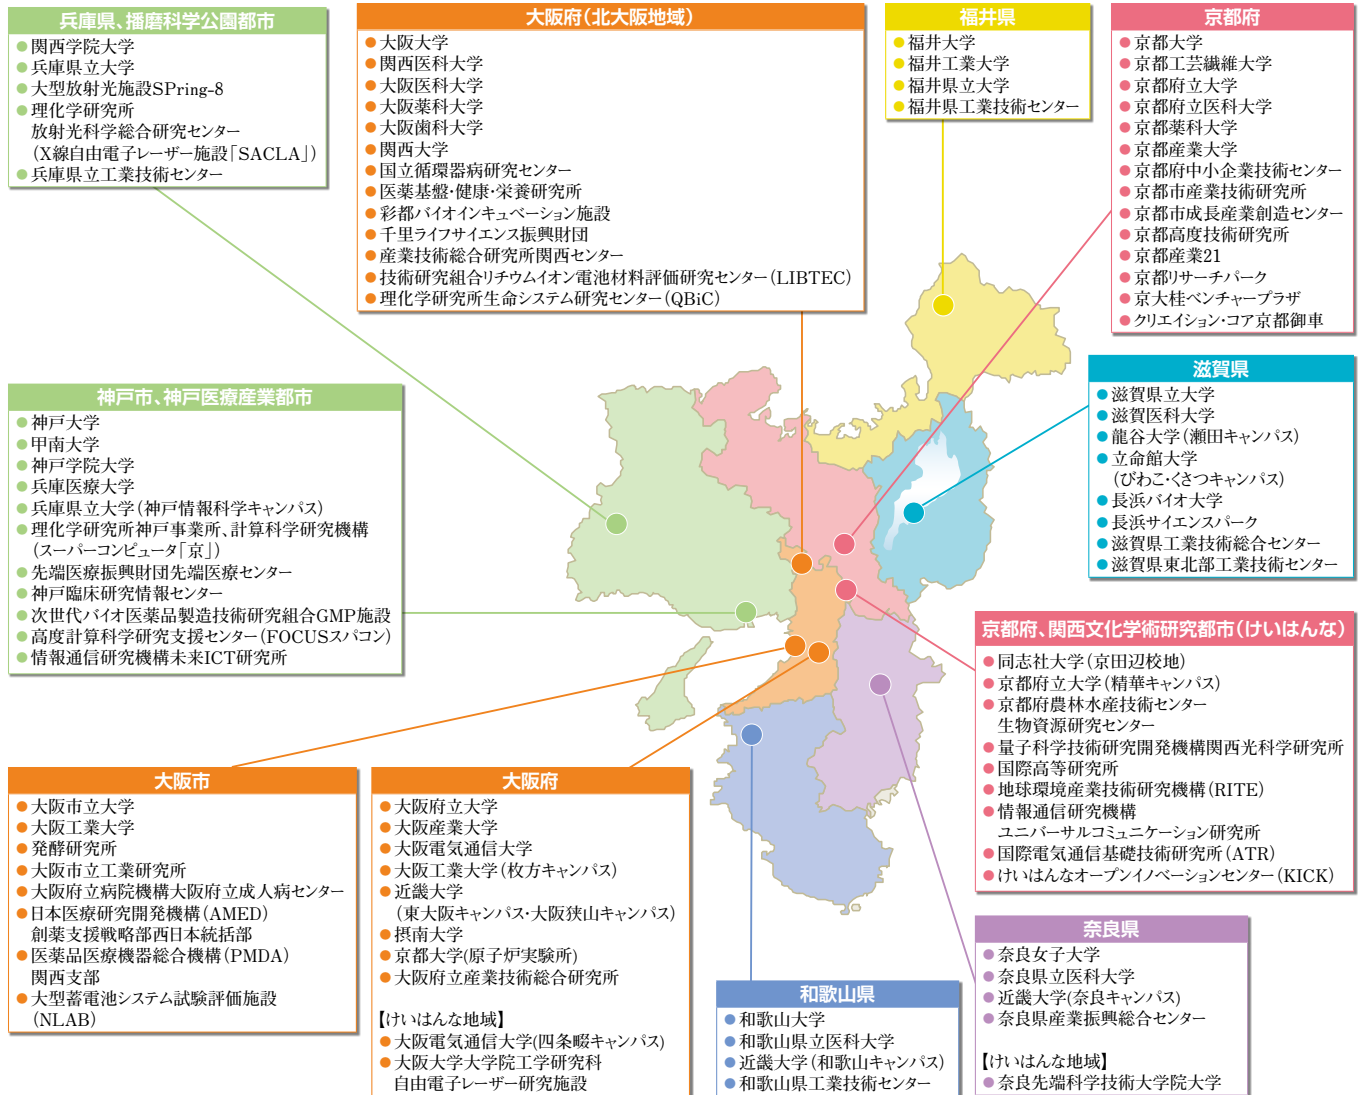 兵庫県、播磨科学公園都市
●関西学院大学
●兵庫県立大学
●大型放射光施設SPring-8
●理化学研究所
放射光科学総合研究センター
(X線自由電子レーザー施設「SACLA」)
●兵庫県立工業技術センター
大阪府(北大阪地域)
●大阪大学
●関西医科大学
●大阪医科大学
●大阪薬科大学
●大阪歯科大学
●関西大学
●国立循環器病研究センター
●医薬基盤・健康・栄養研究所
●彩都バイオインキュベーション施設
●千里ライフサイエンス振興財団
●産業技術総合研究所関西センター
●技術研究組合リチウムイオン電池材料評価研究センター(LIBTEC)
●理化学研究所生命システム研究センター(QBiC)
福井県
●福井大学
●福井工業大学
●福井県立大学
●福井県工業技術センター
京都府
●京都大学
●京都工芸繊維大学
●京都府立大学
●京都府立医科大学
●京都薬科大学
●京都産業大学
●京都府中小企業技術センター
●京都市産業技術研究所
●京都市成長産業創造センター
●京都高度技術研究所
●京都産業21
●京都リサーチパーク
●京大桂ベンチャープラザ
●クリエイション・コア京都御車
滋賀県
●滋賀県立大学
●滋賀医科大学
●龍谷大学(瀬田キャンパス)
●立命館大学
(びわこ・くさつキャンパス)
●長浜バイオ大学
●長浜サイエンスパーク
●滋賀県工業技術総合センター
●滋賀県東北部工業技術センター
神戸市、神戸医療産業都市
●神戸大学
●甲南大学
●神戸学院大学
●兵庫医療大学
●兵庫県立大学(神戸情報科学キャンパス)
●理化学研究所神戸事業所、計算科学研究機構
(スーパーコンピュータ「京」)
●先端医療振興財団先端医療センター
●神戸臨床研究情報センター
●次世代バイオ医薬品製造技術研究組合GMP施設
●高度計算科学研究支援センター(FOCUSスパコン)
●情報通信研究機構未来ICT研究所
京都府、関西文化学術研究都市(けいはんな)
●同志社大学(京田辺校地)
●京都府立大学(精華キャンパス)
●京都府農林水産技術センター
生物資源研究センター
●量子科学技術研究開発機構関西光科学研究所
●国際高等研究所
●地球環境産業技術研究機構(RITE)
●情報通信研究機構
ユニバーサルコミュニケーション研究所
●国際電気通信基礎技術研究所(ATR)
●けいはんなオープンイノベーションセンター(KICK)
大阪市
●大阪市立大学
●大阪工業大学
●発酵研究所
●大阪市立工業研究所
●大阪府立病院機構大阪府立成人病センター
●日本医療研究開発機構(AMED)
創薬支援戦略部西日本統括部
●医薬品医療機器総合機構(PMDA)
関西支部
●大型蓄電池システム試験評価施設
(NLAB)
大阪府
●大阪府立大学
●大阪産業大学
●大阪電気通信大学
●大阪工業大学(枚方キャンパス)
●近畿大学
(東大阪キャンパス・大阪狭山キャンパス)
●摂南大学
●京都大学(原子炉実験所)
●大阪府立産業技術総合研究所
【けいはんな地域】
●大阪電気通信大学(四条畷キャンパス)
●大阪大学大学院工学研究科
自由電子レーザー研究施設
和歌山県
●和歌山大学
●和歌山県立医科大学
●近畿大学(和歌山キャンパス)
●和歌山県工業技術センター
奈良県
●奈良女子大学
●奈良県立医科大学
●近畿大学(奈良キャンパス)
●奈良県産業振興総合センター
【けいはんな地域】
●奈良先端科学技術大学院大学